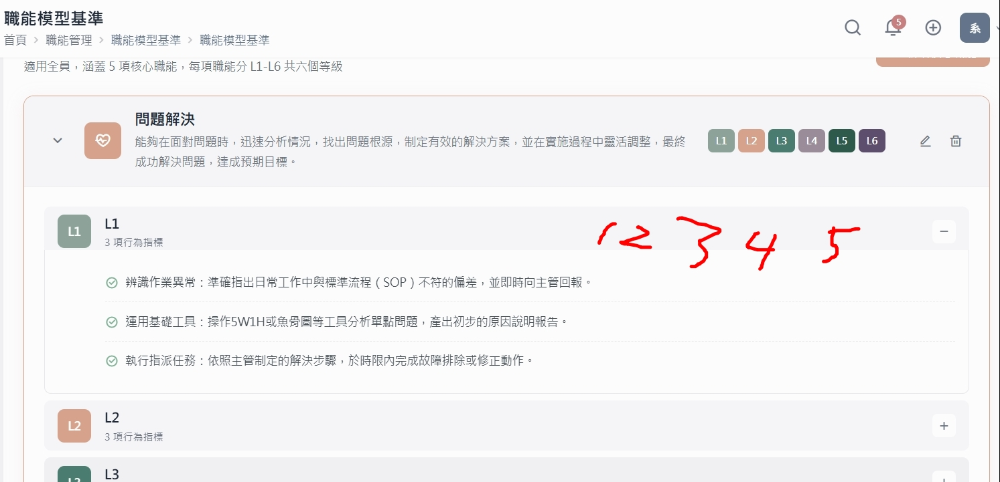 職能模型基準
首頁 > 職能管理 > 職能模型基準 > 職能模型基準
5
系
適用全員，涵蓋 5 項核心職能，每項職能分 L1-L6 共六個等級
問題解決
能夠在面對問題時，迅速分析情況，找出問題根源，制定有效的解決方案，並在實施過程中靈活調整，最終
成功解決問題，達成預期目標。
L1 L2 L3 L4 L5 L6
L1
L1
3 項行為指標
1 2 3 4 5
辨識作業異常：準確指出日常工作中與標準流程（SOP）不符的偏差，並即時向主管回報。
運用基礎工具：操作5W1H或魚骨圖等工具分析單點問題，產出初步的原因說明報告。
執行指派任務：依照主管制定的解決步驟，於時限內完成故障排除或修正動作。
L2
L2
3 項行為指標
L3
L3